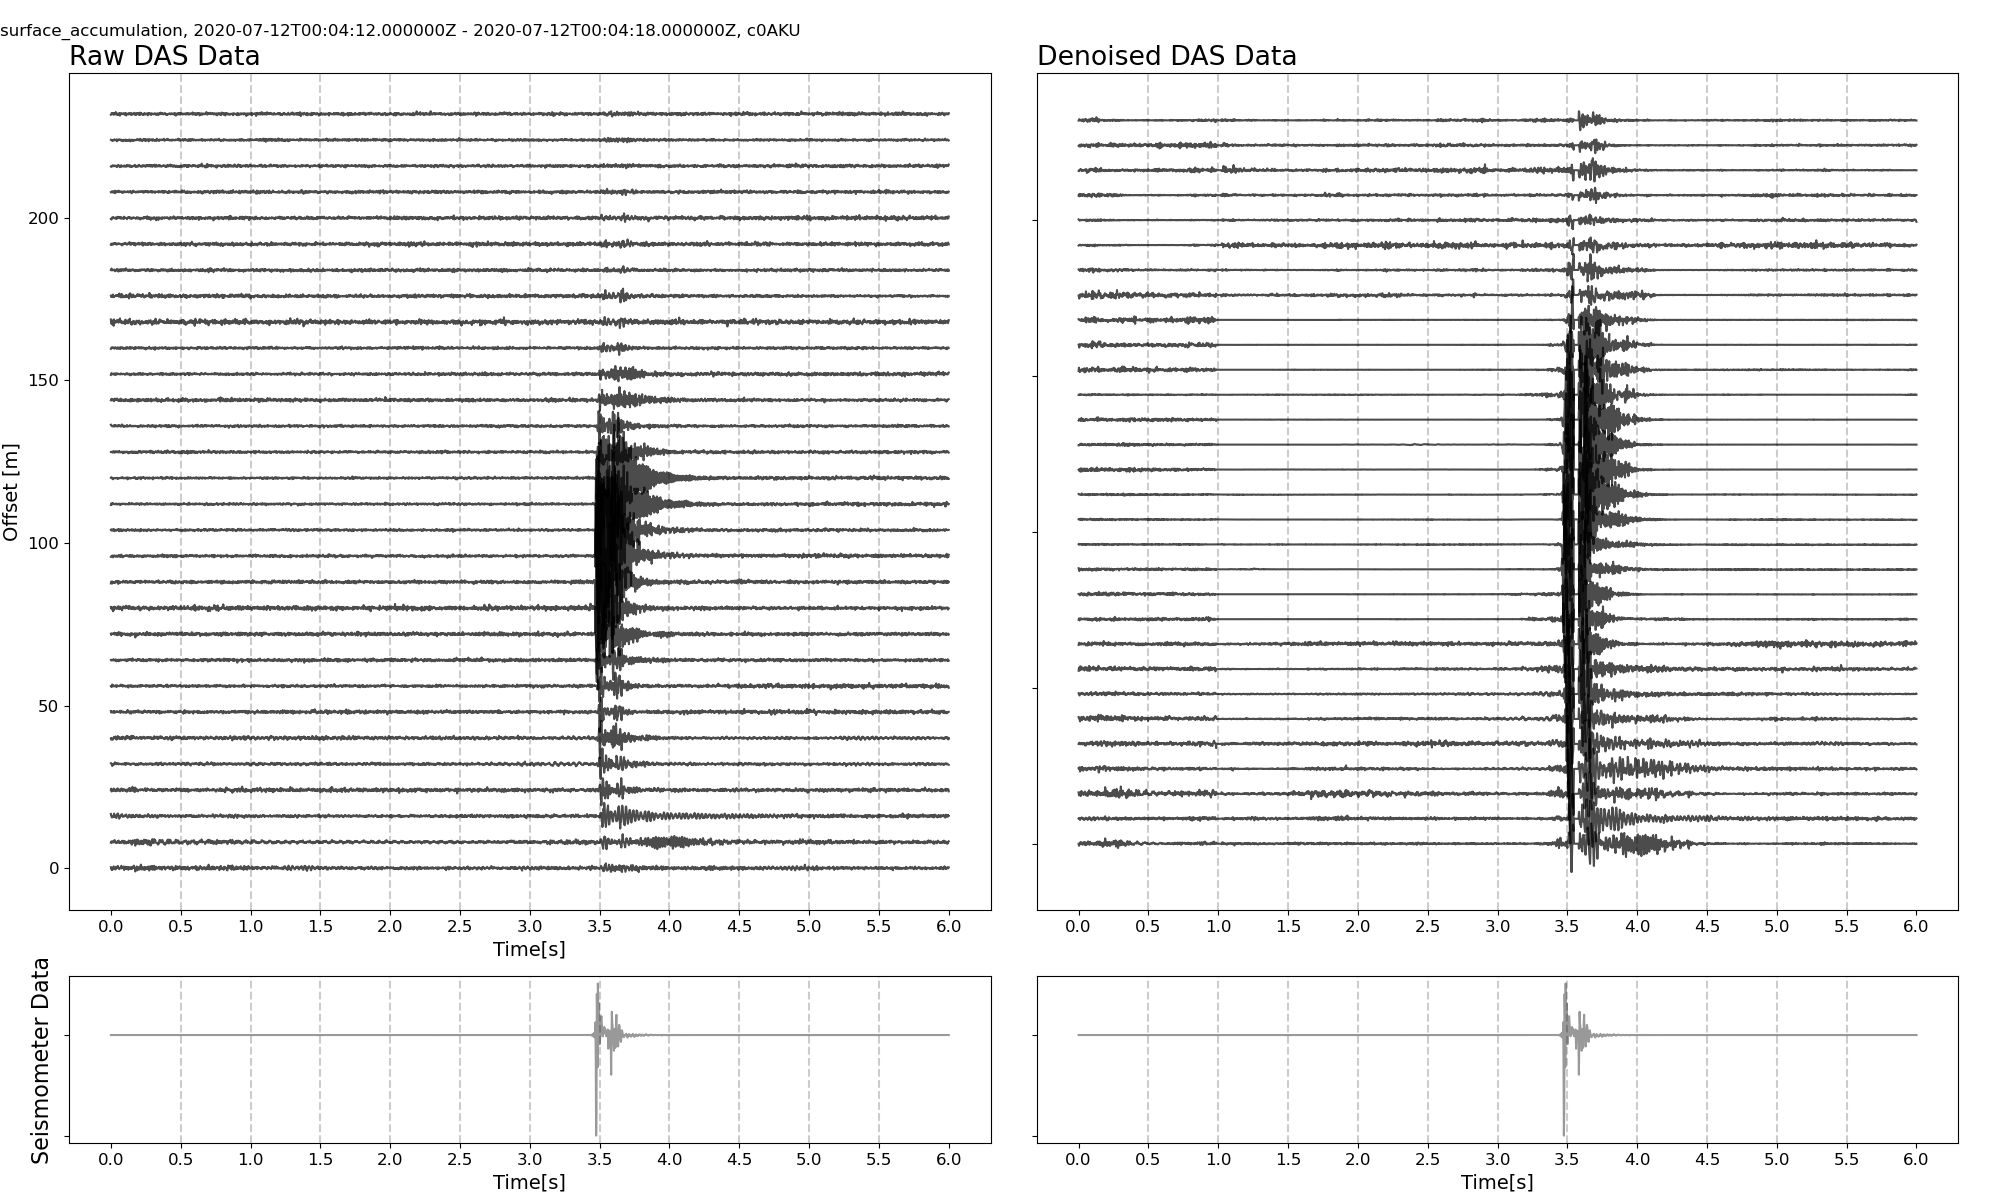 surface_accumulation, 2020-07-12T00:04:12.000000Z - 2020-07-12T00:04:18.000000Z, c0AKU
Raw DAS Data
Denoised DAS Data
Offset [m]
200
150
100
50
0
0.0 0.5 1.0 1.5 2.0 2.5 3.0 3.5 4.0 4.5 5.0 5.5 6.0
Time[s]
0.0 0.5 1.0 1.5 2.0 2.5 3.0 3.5 4.0 4.5 5.0 5.5 6.0
Seismometer Data
0.0 0.5 1.0 1.5 2.0 2.5 3.0 3.5 4.0 4.5 5.0 5.5 6.0
Time[s]
0.0 0.5 1.0 1.5 2.0 2.5 3.0 3.5 4.0 4.5 5.0 5.5 6.0
Time[s]